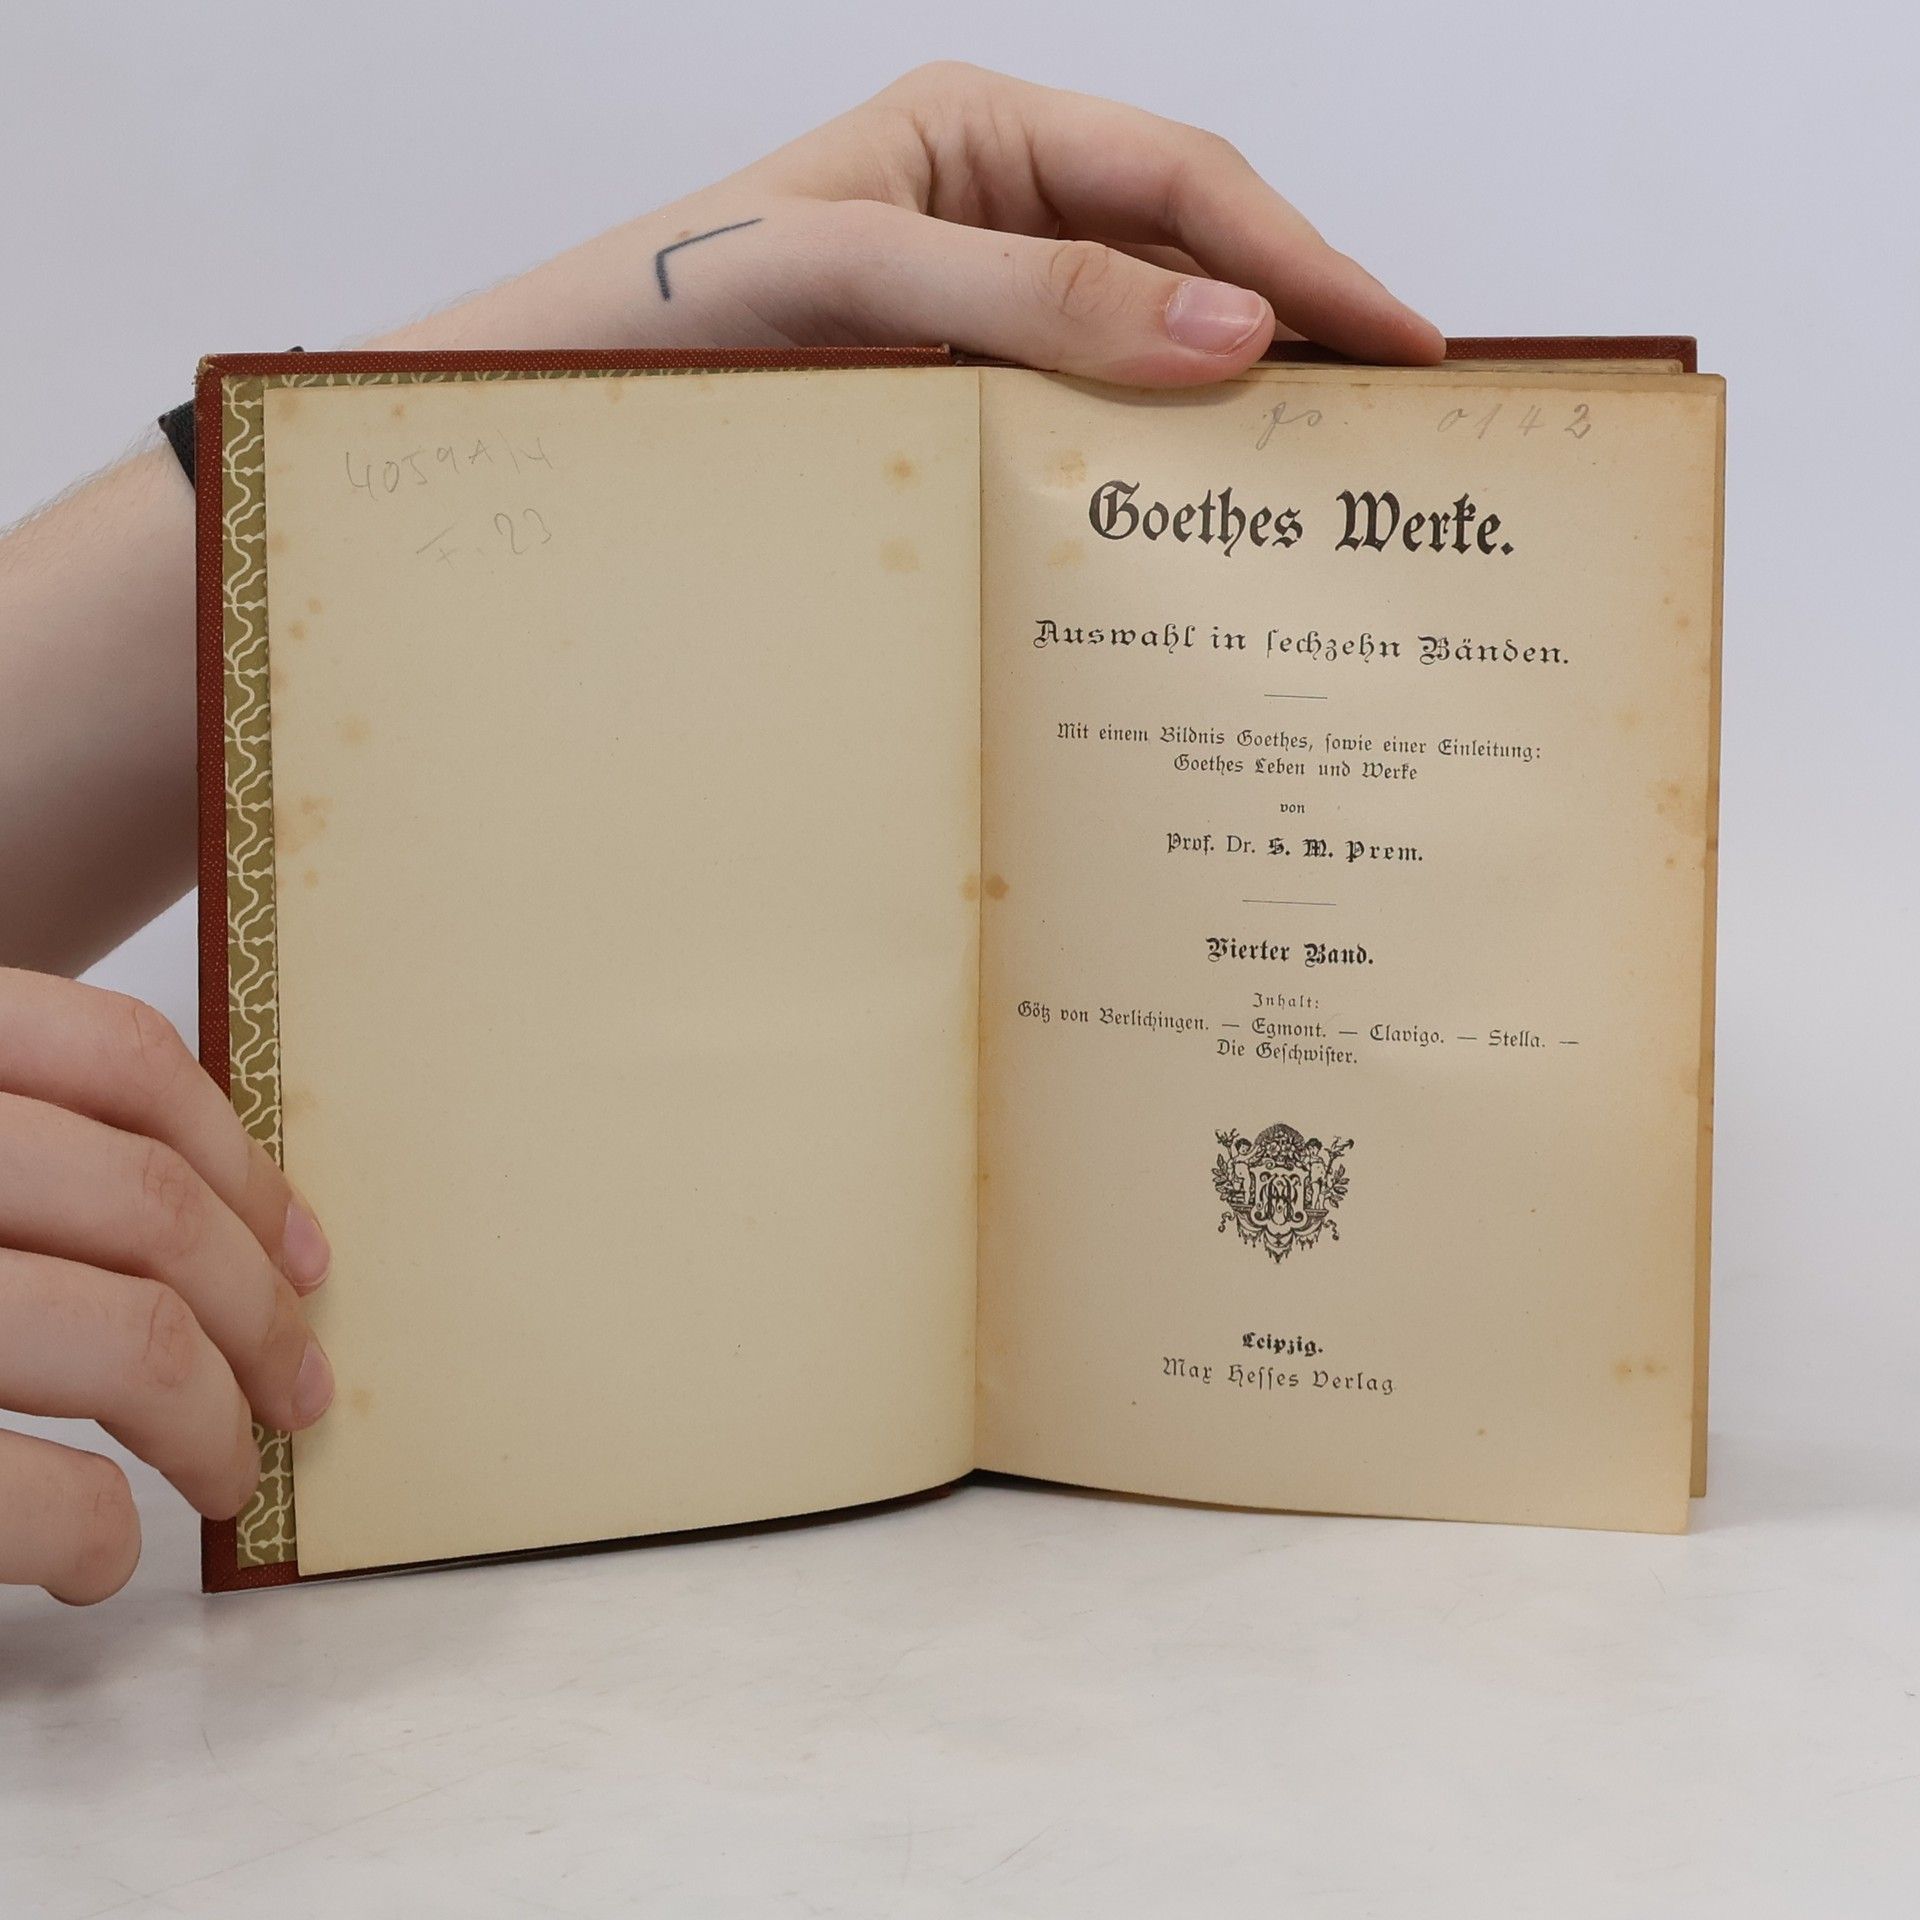 4059A/4
F. 23
gs. 0142
Goethes Werke.
Auswahl in sechzehn Bänden.
Mit einem Bildnis Goethes, sowie einer Einleitung:
Goethes Leben und Werke
von
Prof. Dr. S. M. Prem.
Vierter Band.
Inhalt:
Götz von Berlichingen. — Egmont. — Clavigo. — Stella. —
Die Geschwister.
Leipzig.
Max Hesses Verlag